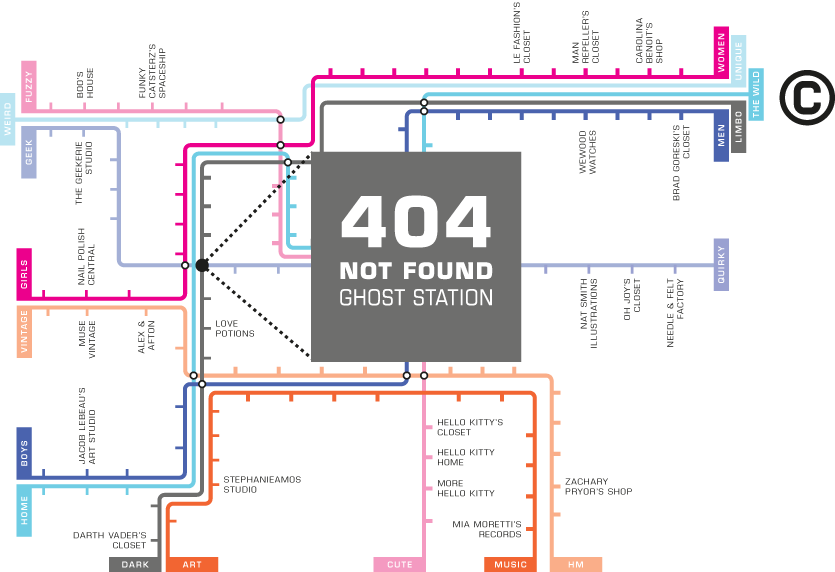 LE FASHION'S
CLOSET
MAN
REPELLER'S
CLOSET
CAROLINA
BENOIT'S
SHOP
WOMEN
UNIQUE
THE WILD
LIMBO
MEN
C
FUZZY
BOO'S
HOUSE
FUNKY
CATSTERZ'S
SPACESHIP
WEIRD
GEEK
THE GEEKERIE
STUDIO
WEWOOD
WATCHES
BRAD GORESKI'S
CLOSET
404
NOT FOUND
GHOST STATION
GIRLS
NAIL POLISH
CENTRAL
QUIRKY
NAT SMITH
ILLUSTRATIONS
OH JOY'S
CLOSET
NEEDLE & FELT
FACTORY
VINTAGE
MUSE
VINTAGE
ALEX &
AFTON
LOVE
POTIONS
BOYS
JACOB LEBEAU'S
ART STUDIO
HELLO KITTY'S
CLOSET
HELLO KITTY
HOME
MORE
HELLO KITTY
MIA MORETTI'S
RECORDS
ZACHARY
PRYOR'S SHOP
STEPHANIEAMOS
STUDIO
HOME
DARTH VADER'S
CLOSET
DARK
ART
CUTE
MUSIC
HM